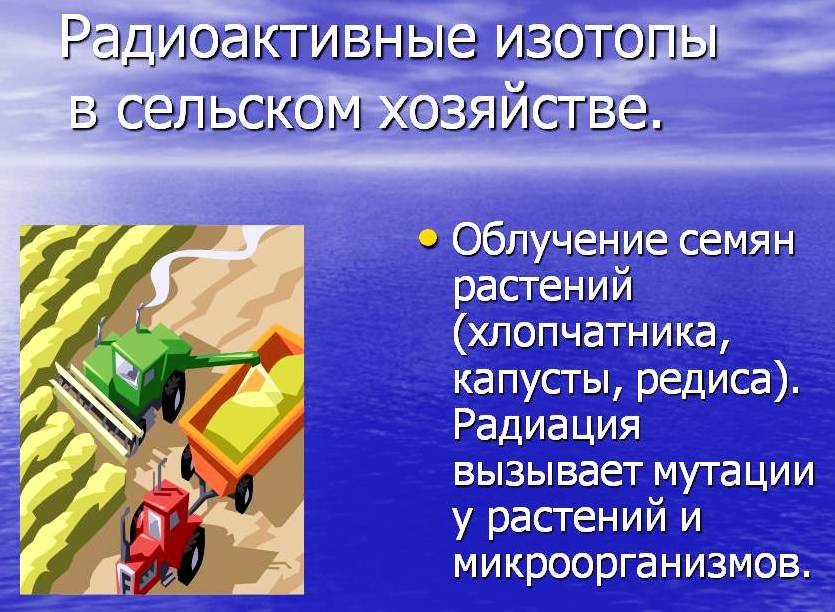 Радиоактивные изотопы
в сельском хозяйстве.
• Облучение семян
растений
(хлопчатника,
капусты, редиса).
Радиация
вызывает мутации
у растений и
микроорганизмов.